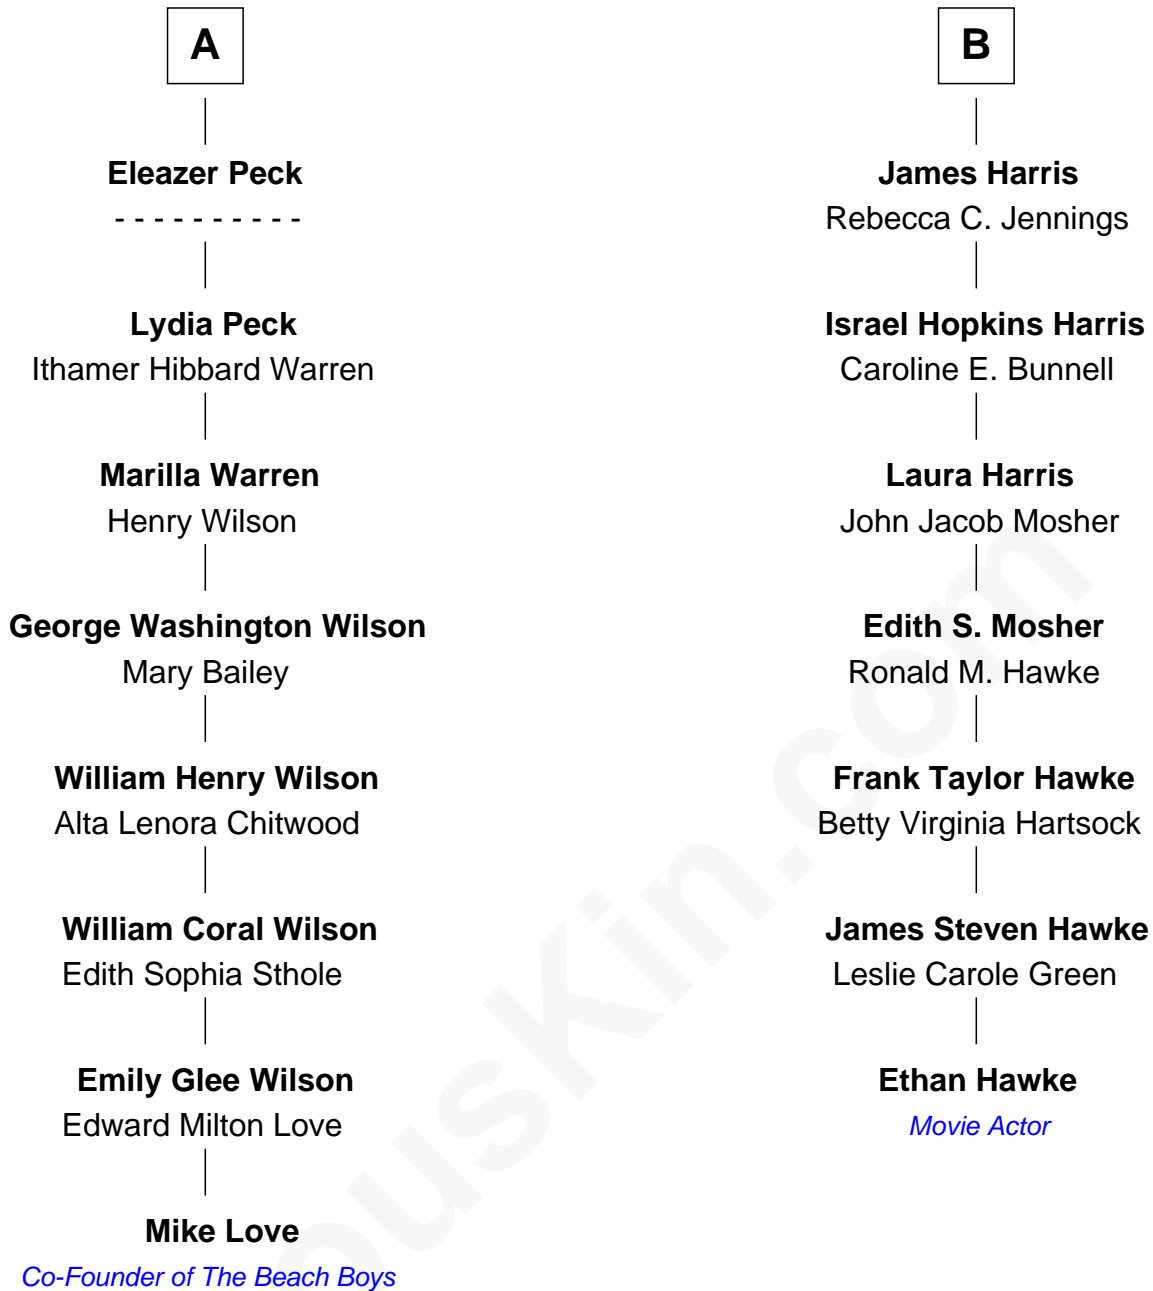 A
Eleazer Peck
- - - - - - - - - -
Lydia Peck
Ithamer Hibbard Warren
Marilla Warren
Henry Wilson
George Washington Wilson
Mary Bailey
William Henry Wilson
Alta Lenora Chitwood
William Coral Wilson
Edith Sophia Sthole
Emily Glee Wilson
Edward Milton Love
Mike Love
Co-Founder of The Beach Boys
B
James Harris
Rebecca C. Jennings
Israel Hopkins Harris
Caroline E. Bunnell
Laura Harris
John Jacob Mosher
Edith S. Mosher
Ronald M. Hawke
Frank Taylor Hawke
Betty Virginia Hartsock
James Steven Hawke
Leslie Carole Green
Ethan Hawke
Movie Actor
ousKin.com